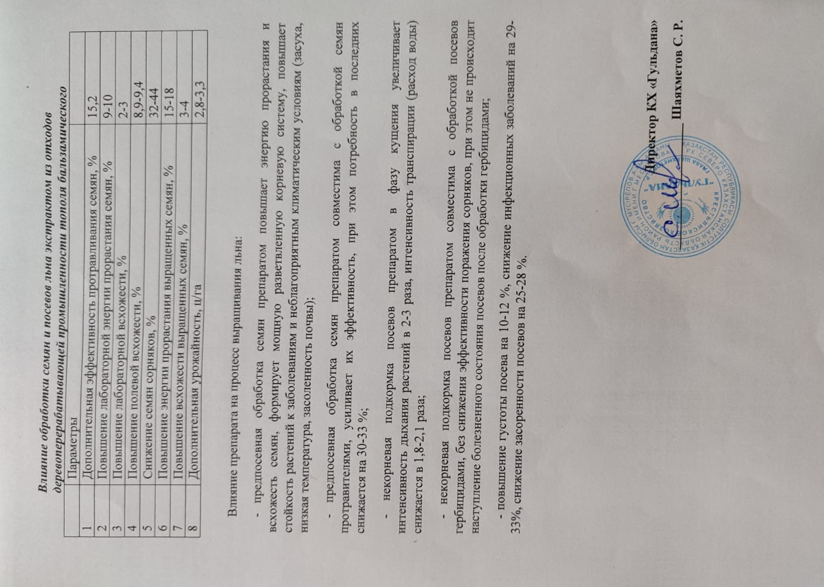 Влияние обработки семян и посевов льна экстрактом из отходов
деревоперерабатывающей промышленности тополя бальзамического
Параметры
1 Дополнительная эффективность протравливания семян, % 15,2
2 Повышение лабораторной энергии прорастания семян, % 9-10
3 Повышение лабораторной всхожести, % 2-3
4 Повышение полевой всхожести, % 8,9-9,4
5 Снижение семян сорняков, % 32-44
6 Повышение энергии прорастания выращенных семян, % 15-18
7 Повышение всхожести выращенных семян, % 3-4
8 Дополнительная урожайность, ц/га 2,8-3,3
Влияние препарата на процесс выращивания льна:
- предпосевная обработка семян препаратом повышает энергию прорастания и
всхожесть семян, формирует мощную разветвленную корневую систему, повышает
стойкость растений к заболеваниям и неблагоприятным климатическим условиям (засуха,
низкая температура, засоленность почвы);
- предпосевная обработка семян препаратом совместима с обработкой семян
протравителями, усиливает их эффективность, при этом потребность в последних
снижается на 30-33 %;
- некорневая подкормка посевов препаратом в фазу кущения увеличивает
интенсивность дыхания растений в 2-3 раза, интенсивность транспирации (расход воды)
снижается в 1,8-2,1 раза;
- некорневая подкормка посевов препаратом совместима с обработкой посевов
гербицидами, без снижения эффективности поражения сорняков, при этом не происходит
наступление болезненного состояния посевов после обработки гербицидами;
- повышение густоты посева на 10-12 %, снижение инфекционных заболеваний на 29-
33%, снижение засоренности посевов на 25-28 %.
Директор КХ «Гульдана»
Шаяхметов С. Р.